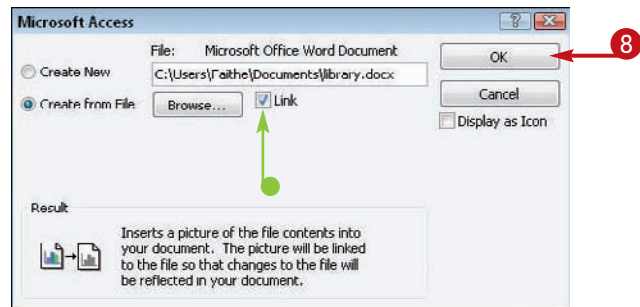 Microsoft Access
File: Microsoft Office Word Document
Create New
C:\Users\Faithe\Documents\library.docx
Create from File
Browse...
Link
OK
8
Cancel
Display as Icon
Result
Inserts a picture of the file contents into
your document. The picture will be linked
to the file so that changes to the file will
be reflected in your document.